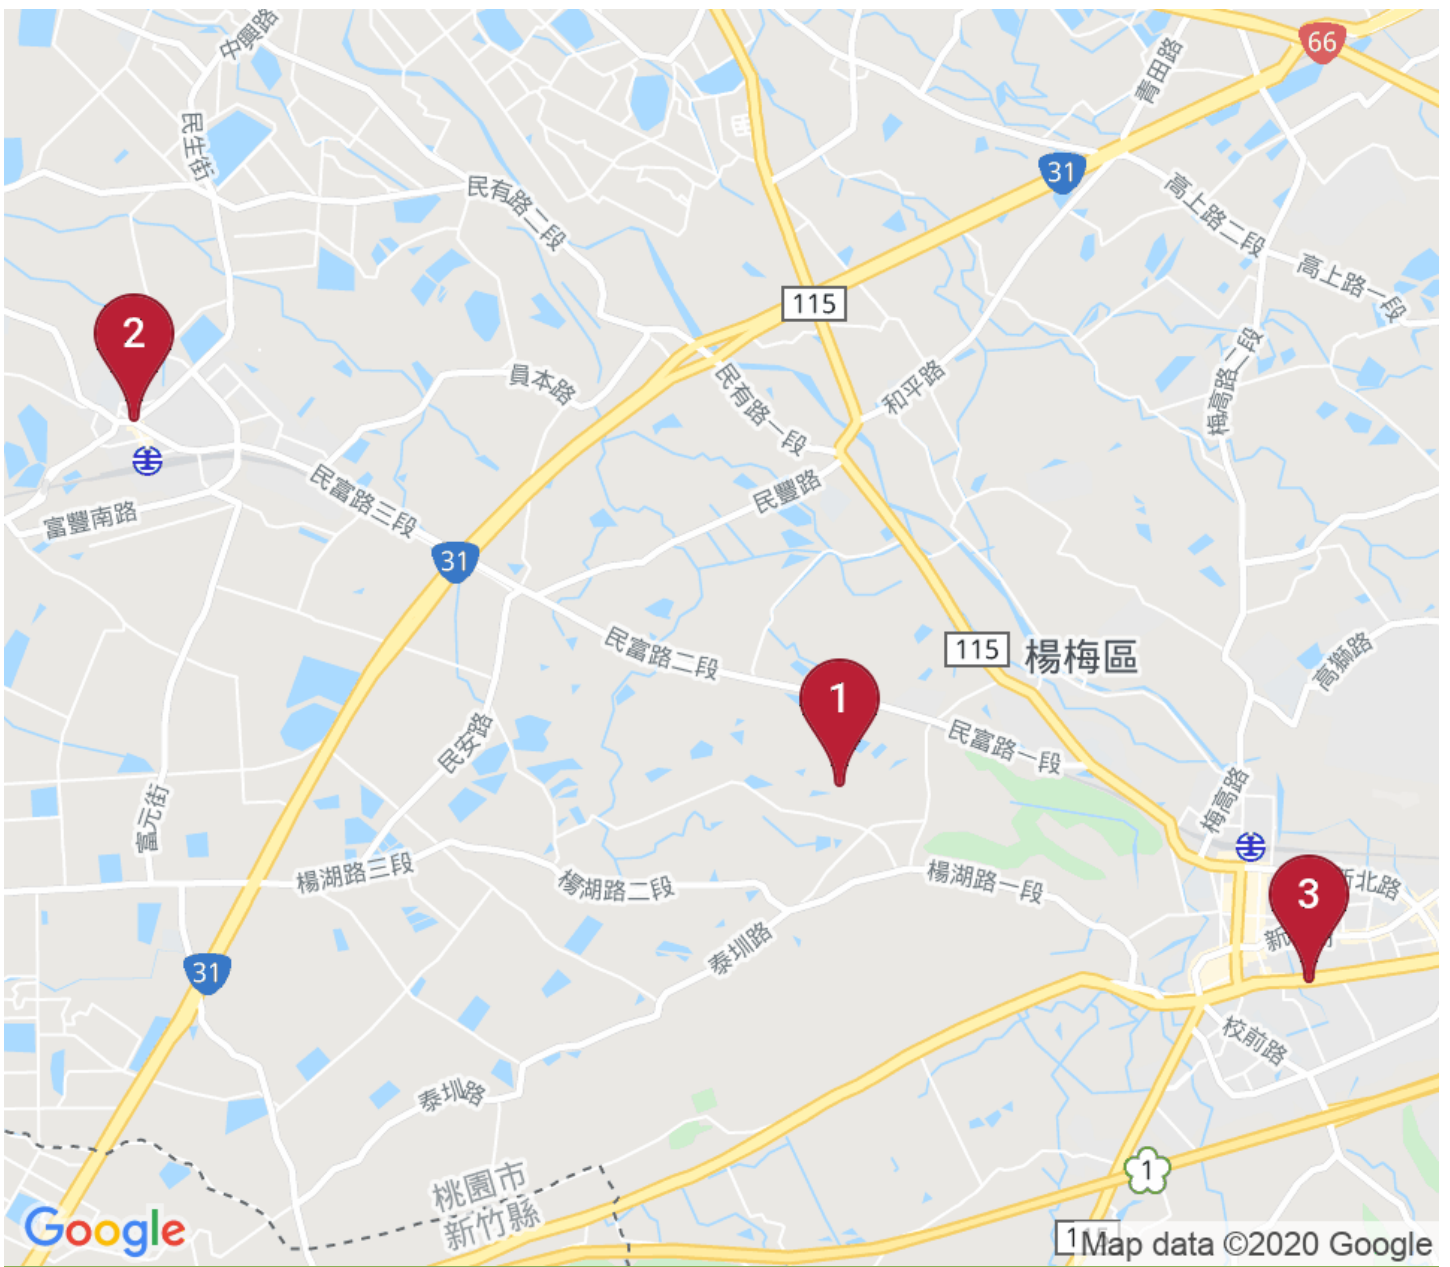 中興路
66
青田路
民生街
31
高上路二段
民有路二段
高上路一段
115
2
梅高路二段
員本路
和平路
民有路一段
民豐路
民富路三段
富豐南路
31
民富路二段
115
楊梅區
高獅路
1
民富路一段
民安路
富元街
梅高路
楊湖路三段
楊湖路二段
楊湖路一段
3
新北路
新
泰圳路
31
校前路
泰圳路
1
桃園市
新竹縣
Google
Map data ©2020 Google